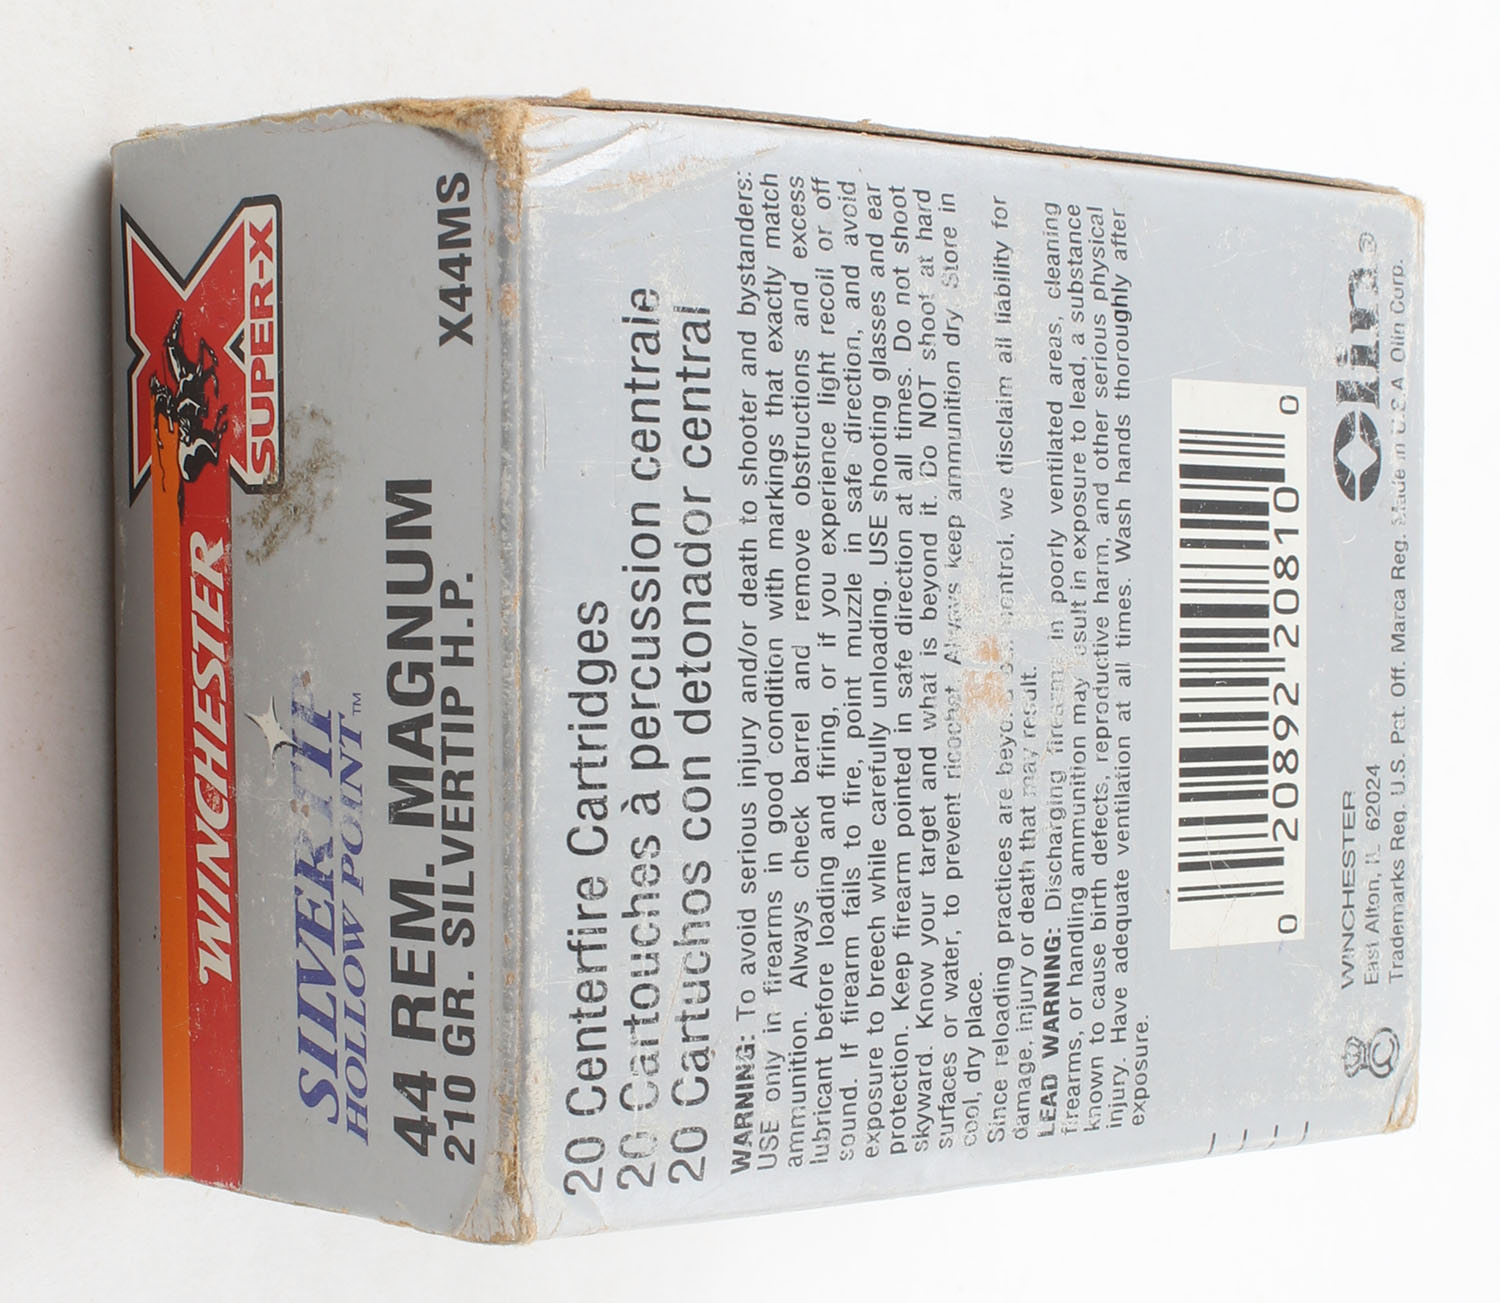 WINCHESTER
SUPER-X
SILVERTIP
HOLLOW POINT™
44 REM. MAGNUM
210 GR. SILVERTIP H.P.
X44MS
20 Centerfire Cartridges
20 Cartouches à percussion centrale
20 Cartuchos con detonador central
WARNING: To avoid serious injury and/or death to shooter and bystanders:
USE only in firearms in good condition with markings that exactly match
ammunition. Always check barrel and remove obstructions and excess
lubricant before loading and firing, or if you experience light recoil or off
sound. If firearm fails to fire, point muzzle in safe direction, and avoid
exposure to breech while carefully unloading. USE shooting glasses and ear
protection. Keep firearm pointed in safe direction at all times. Do not shoot
skyward. Know your target and what is beyond it. Do NOT shoot at hard
surfaces or water, to prevent ricochet. Always keep ammunition dry. Store in
cool, dry place.
Since reloading practices are beyond our control, we disclaim all liability for
damage, injury or death that may result.
LEAD WARNING: Discharging firearms in poorly ventilated areas, cleaning
firearms, or handling ammunition may result in exposure to lead, a substance
known to cause birth defects, reproductive harm, and other serious physical
injury. Have adequate ventilation at all times. Wash hands thoroughly after
exposure.
0 20892 20810 0
WINCHESTER
East Alton, IL 62024
Trademarks Reg. U.S. Pat. Off. Marca Reg. Made in U.S.A Olin Corp.
Olin®